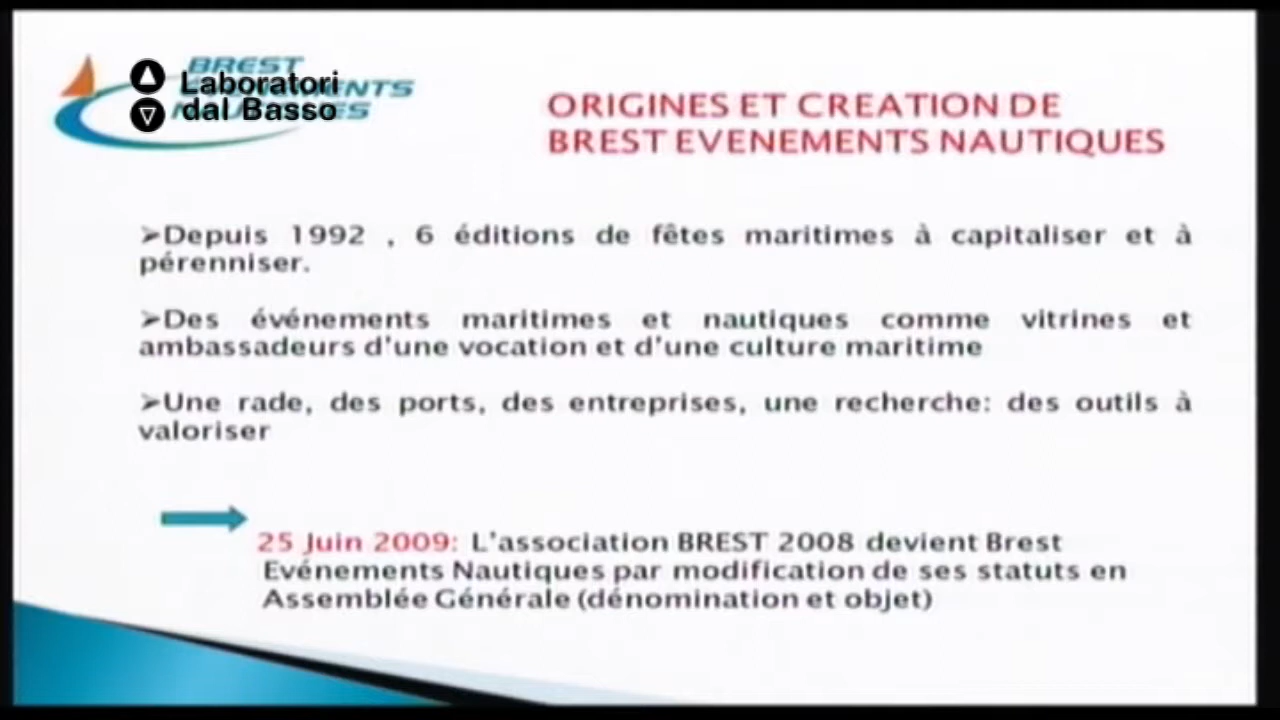 BREST
Laboratori
dal Basso
ORIGINES ET CREATION DE
BREST EVENEMENTS NAUTIQUES
➢Depuis 1992 , 6 éditions de fêtes maritimes à capitaliser et à
pérenniser.
➢Des événements maritimes et nautiques comme vitrines et
ambassadeurs d'une vocation et d'une culture maritime
➢Une rade, des ports, des entreprises, une recherche: des outils à
valoriser
25 Juin 2009: L'association BREST 2008 devient Brest
Evénements Nautiques par modification de ses statuts en
Assemblée Générale (dénomination et objet)